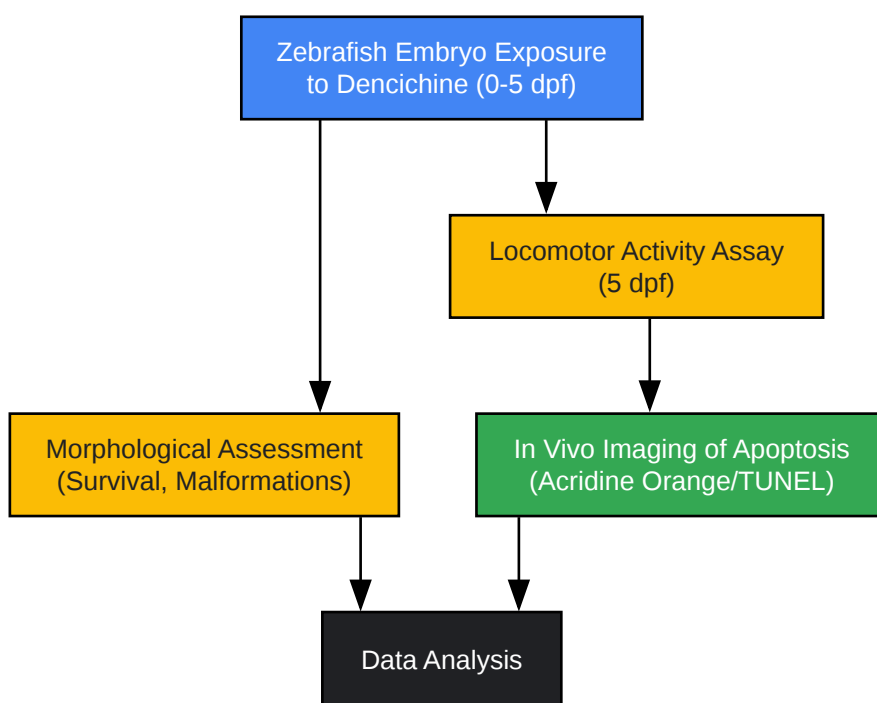 Zebrafish Embryo Exposure
to Dencichine (0-5 dpf)
Locomotor Activity Assay
(5 dpf)
Morphological Assessment
(Survival, Malformations)
In Vivo Imaging of Apoptosis
(Acridine Orange/TUNEL)
Data Analysis